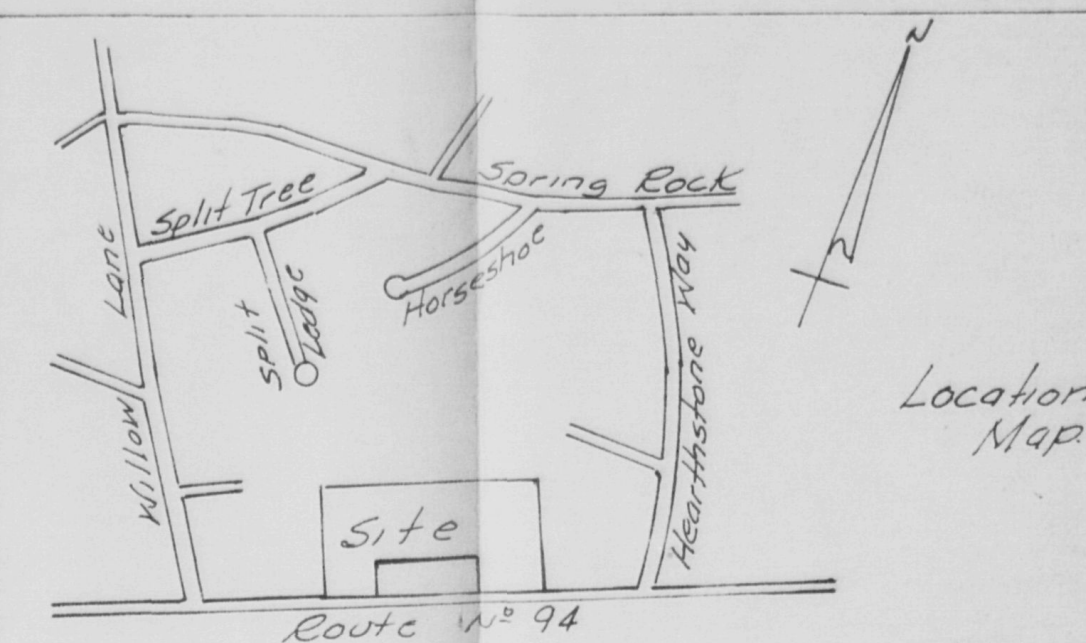 N
Spring Rock
Split Tree
Lane
Horseshoe
Split
Lodge
Hearthstone Way
Willow
Location
Map.
Site
Route Nº 94